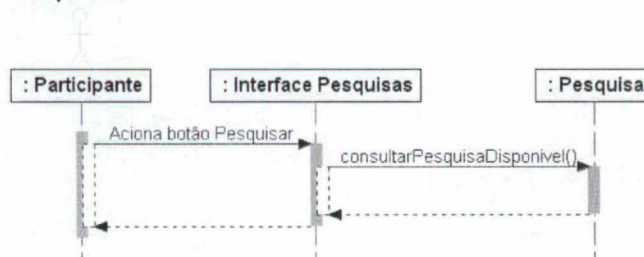 : Participante
: Interface Pesquisas
: Pesquisa
Aciona botão Pesquisar
consultarPesquisaDisponivel()